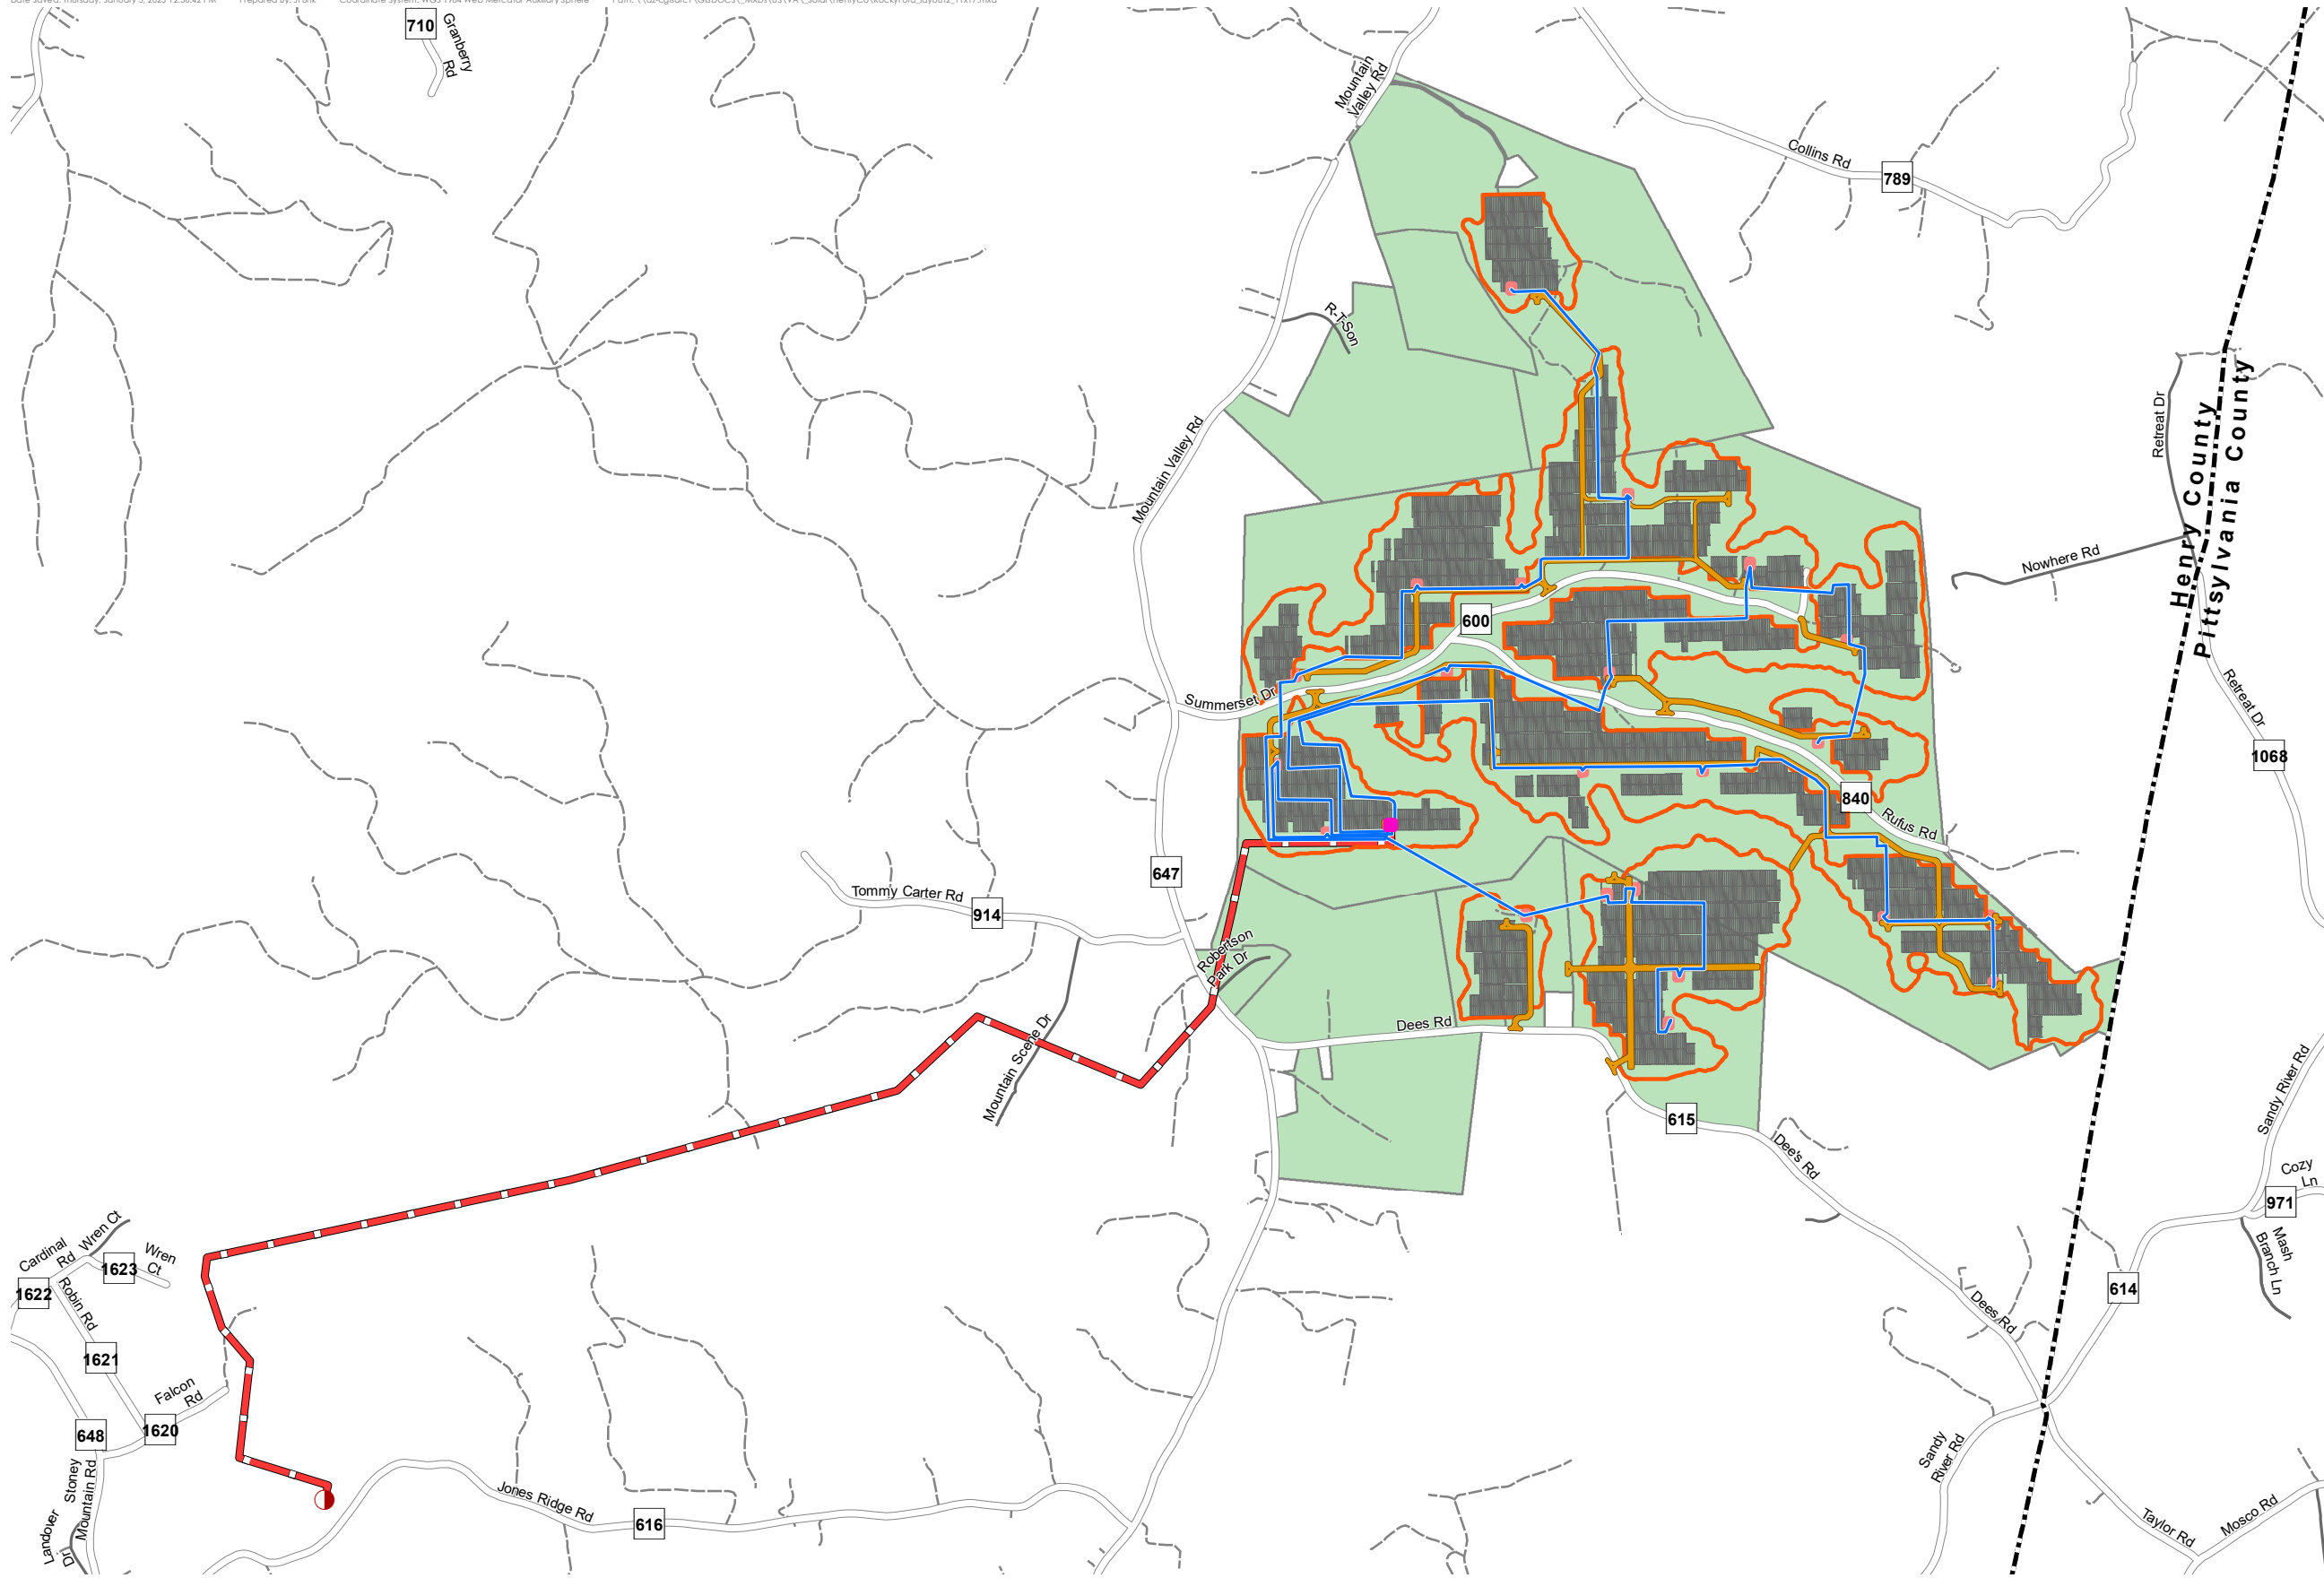 710
Granberry
Rd
Mountain
Valley Rd
Collins Rd
789
R-T-Son
Mountain Valley Rd
Retreat Dr
Henry County
Pittsylvania County
Nowhere Rd
600
Summerset Dr
Retreat Dr
1068
840
Rufus Rd
647
Tommy Carter Rd
914
Robertson
Park Dr
Mountain Scene Dr
Dees Rd
615
Dee's Rd
Sandy River Rd
Cozy
Ln
971
Mash
Branch Ln
614
Dees Rd
Cardinal
Rd
Wren Ct
Wren
Ct
1623
1622
Robin Rd
1621
Falcon
Rd
1620
648
Stoney
Mountain Rd
Landover
Dr
Jones Ridge Rd
616
Sandy
River Rd
Taylor Rd
Mosco Rd